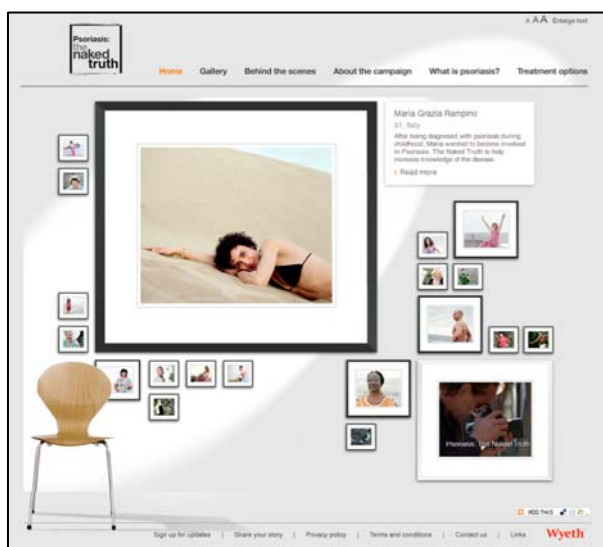 A A A Enlarge text
Psoriasis:
the
naked
truth
Home Gallery Behind the scenes About the campaign What is psoriasis? Treatment options
Maria Grazia Rampino
31, Italy
After being diagnosed with psoriasis during
childhood, Maria wanted to become involved
in Psoriasis: The Naked Truth to help
increase knowledge of the disease.
› Read more
Psoriasis: The Naked Truth
ADD THIS
Sign up for updates | Share your story | Privacy policy | Terms and conditions | Contact us | Links Wyeth